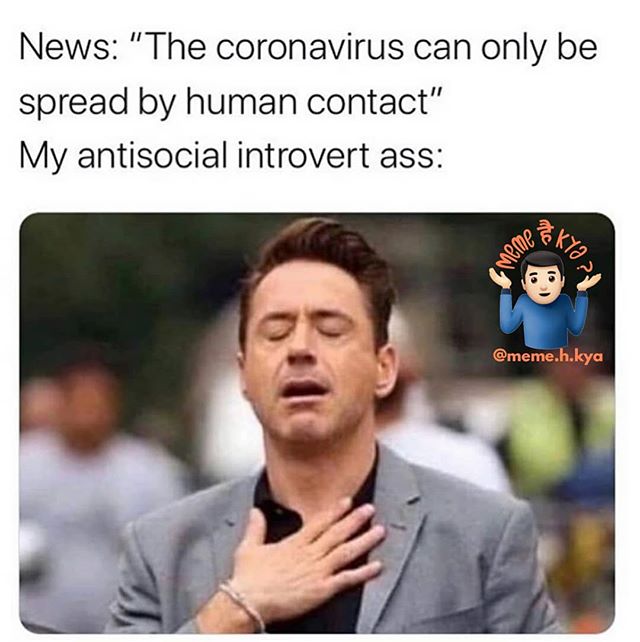 News: "The coronavirus can only be
spread by human contact"
My antisocial introvert ass:
meme है kya?
@meme.h.kya